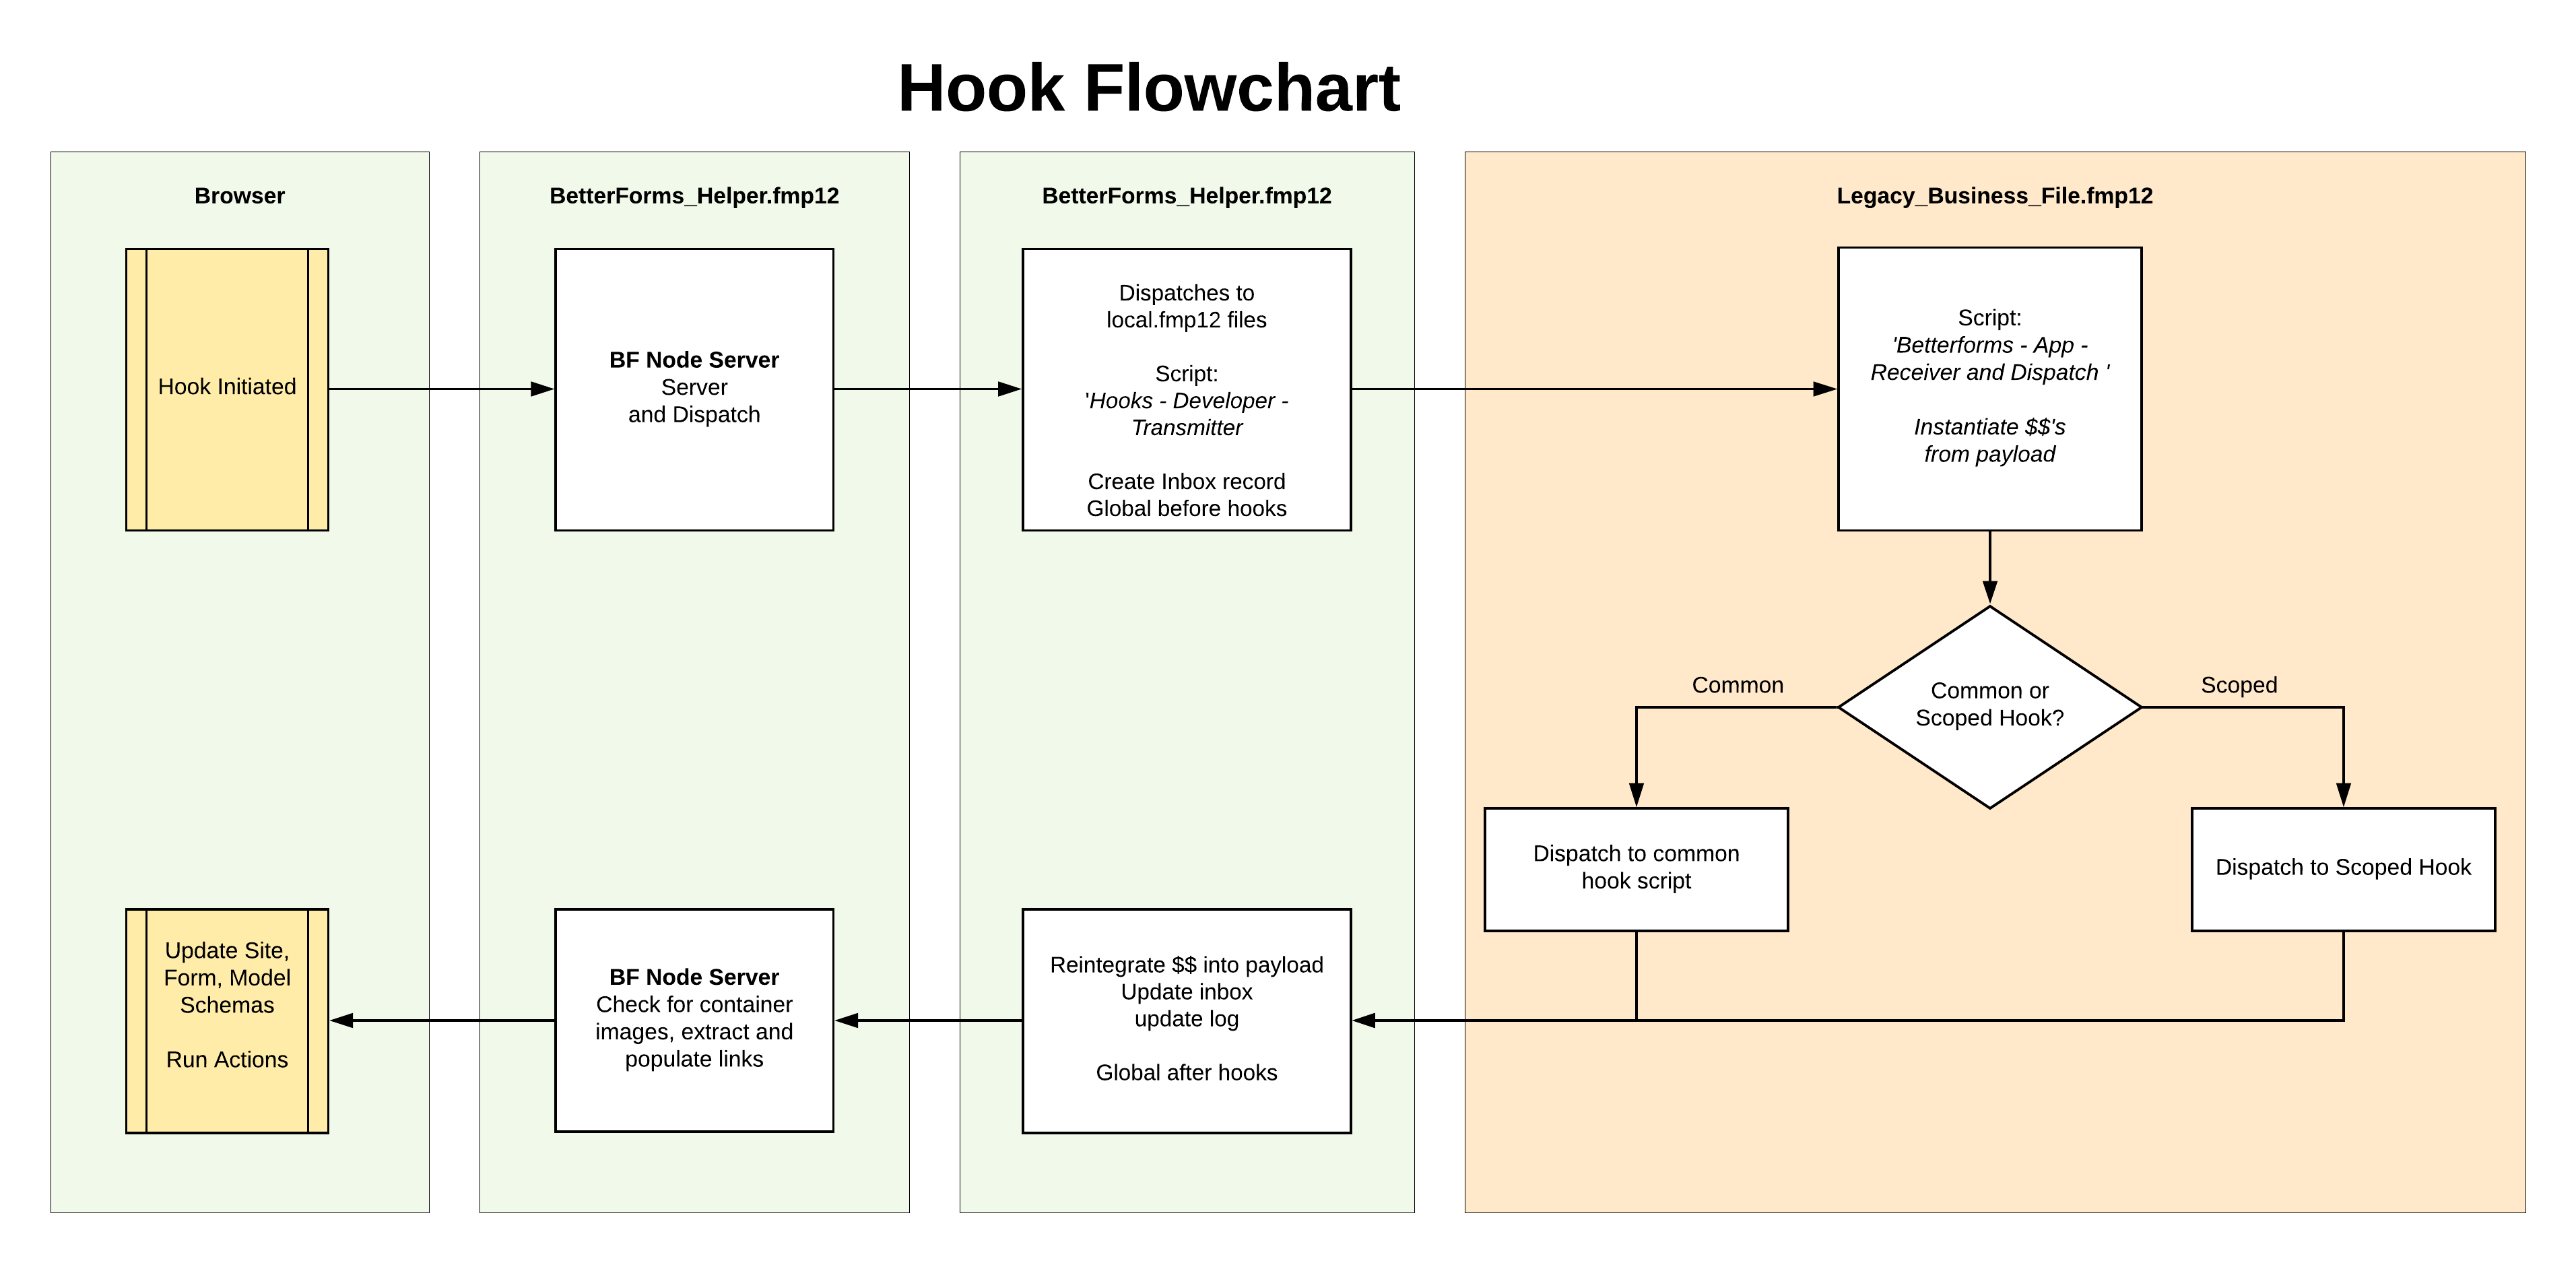 Hook Flowchart
Browser
BetterForms_Helper.fmp12
BetterForms_Helper.fmp12
Legacy_Business_File.fmp12
Hook Initiated
BF Node Server
Server
and Dispatch
Dispatches to
local.fmp12 files
Script:
'Hooks - Developer -
Transmitter
Create Inbox record
Global before hooks
Script:
'Betterforms - App -
Receiver and Dispatch '
Instantiate $$'s
from payload
Common or
Scoped Hook?
Common
Scoped
Dispatch to common
hook script
Dispatch to Scoped Hook
Reintegrate $$ into payload
Update inbox
update log
Global after hooks
BF Node Server
Check for container
images, extract and
populate links
Update Site,
Form, Model
Schemas
Run Actions